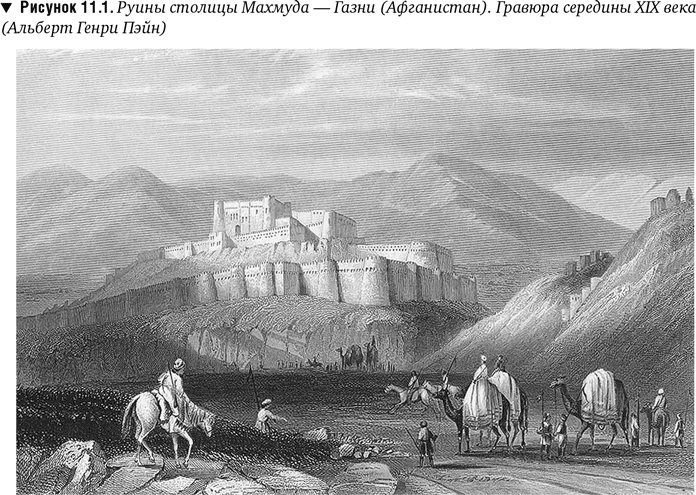 ▼ Рисунок 11.1. Руины столицы Махмуда — Газни (Афганистан). Гравюра середины XIX века
(Альберт Генри Пэйн)